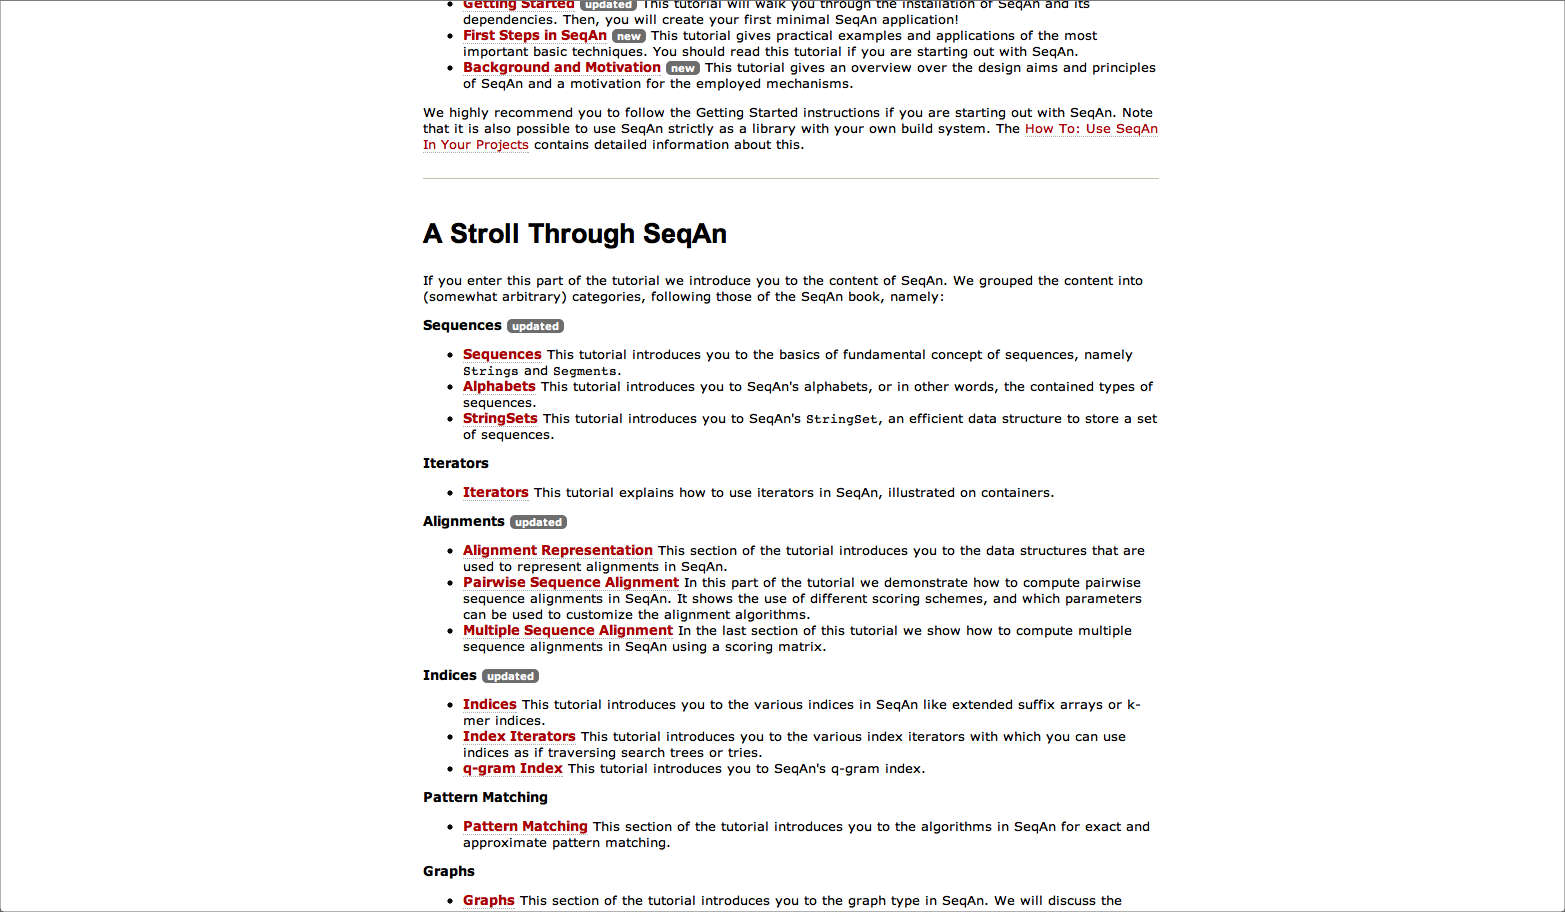 Getting Started updated This tutorial will walk you through the installation of SeqAn and its
dependencies. Then, you will create your first minimal SeqAn application!
First Steps in SeqAn new This tutorial gives practical examples and applications of the most
important basic techniques. You should read this tutorial if you are starting out with SeqAn.
Background and Motivation new This tutorial gives an overview over the design aims and principles
of SeqAn and a motivation for the employed mechanisms.
We highly recommend you to follow the Getting Started instructions if you are starting out with SeqAn. Note
that it is also possible to use SeqAn strictly as a library with your own build system. The How To: Use SeqAn
In Your Projects contains detailed information about this.
A Stroll Through SeqAn
If you enter this part of the tutorial we introduce you to the content of SeqAn. We grouped the content into
(somewhat arbitrary) categories, following those of the SeqAn book, namely:
Sequences updated
Sequences This tutorial introduces you to the basics of fundamental concept of sequences, namely
Strings and Segments.
Alphabets This tutorial introduces you to SeqAn's alphabets, or in other words, the contained types of
sequences.
StringSets This tutorial introduces you to SeqAn's StringSet, an efficient data structure to store a set
of sequences.
Iterators
Iterators This tutorial explains how to use iterators in SeqAn, illustrated on containers.
Alignments updated
Alignment Representation This section of the tutorial introduces you to the data structures that are
used to represent alignments in SeqAn.
Pairwise Sequence Alignment In this part of the tutorial we demonstrate how to compute pairwise
sequence alignments in SeqAn. It shows the use of different scoring schemes, and which parameters
can be used to customize the alignment algorithms.
Multiple Sequence Alignment In the last section of this tutorial we show how to compute multiple
sequence alignments in SeqAn using a scoring matrix.
Indices updated
Indices This tutorial introduces you to the various indices in SeqAn like extended suffix arrays or k-
mer indices.
Index Iterators This tutorial introduces you to the various index iterators with which you can use
indices as if traversing search trees or tries.
q-gram Index This tutorial introduces you to SeqAn's q-gram index.
Pattern Matching
Pattern Matching This section of the tutorial introduces you to the algorithms in SeqAn for exact and
approximate pattern matching.
Graphs
Graphs This section of the tutorial introduces you to the graph type in SeqAn. We will discuss the